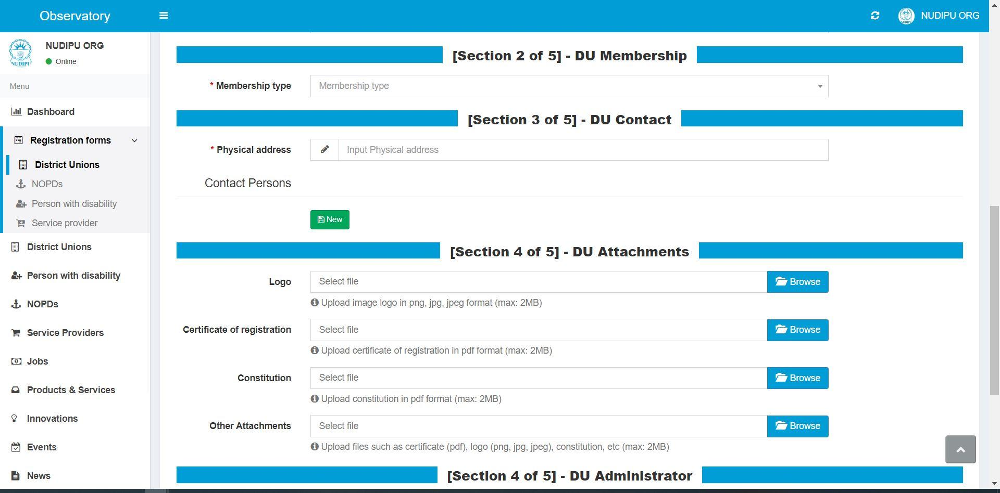 Observatory
NUDIPU ORG
NUDIPU
NUDIPU ORG
Online
Menu
Dashboard
Registration forms
District Unions
NOPDs
Person with disability
Service provider
District Unions
Person with disability
NOPDs
Service Providers
Jobs
Products & Services
Innovations
Events
News
[Section 2 of 5] - DU Membership
* Membership type
Membership type
[Section 3 of 5] - DU Contact
* Physical address
Input Physical address
Contact Persons
New
[Section 4 of 5] - DU Attachments
Logo
Select file
Browse
Upload image logo in png, jpg, jpeg format (max: 2MB)
Certificate of registration
Select file
Browse
Upload certificate of registration in pdf format (max: 2MB)
Constitution
Select file
Browse
Upload constitution in pdf format (max: 2MB)
Other Attachments
Select file
Browse
Upload files such as certificate (pdf), logo (png, jpg, jpeg), constitution, etc (max: 2MB)
[Section 4 of 5] - DU Administrator